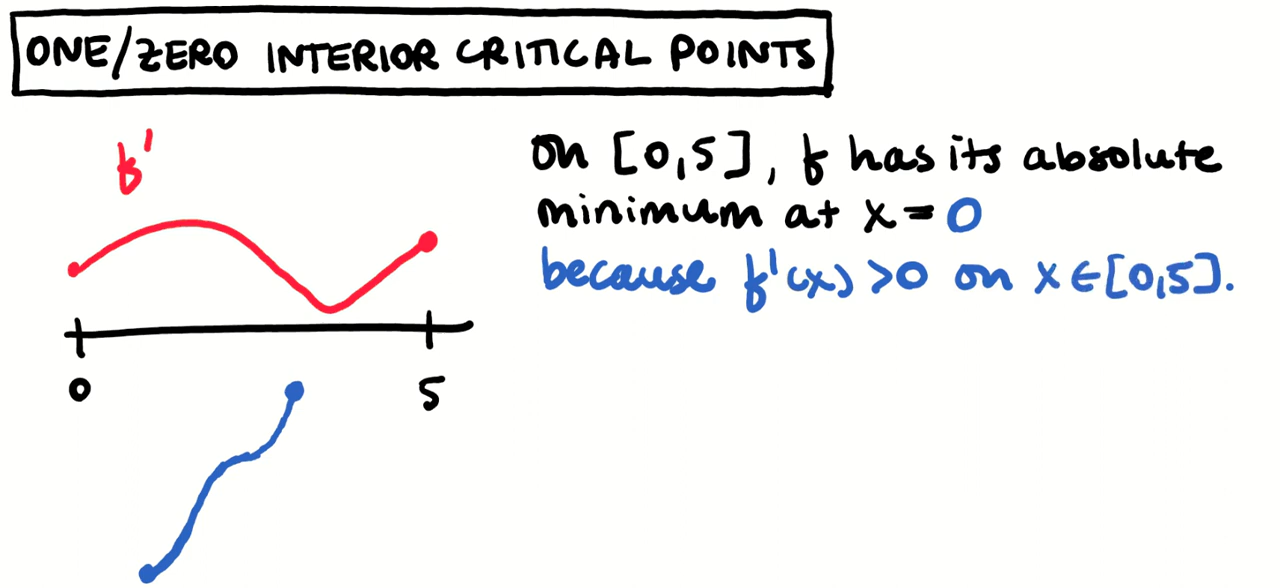 ONE/ZERO INTERIOR CRITICAL POINTS
f'
on [0,5], f has its absolute
minimum at x = 0
because f'(x) >0 on x∈[0,5].
0
5